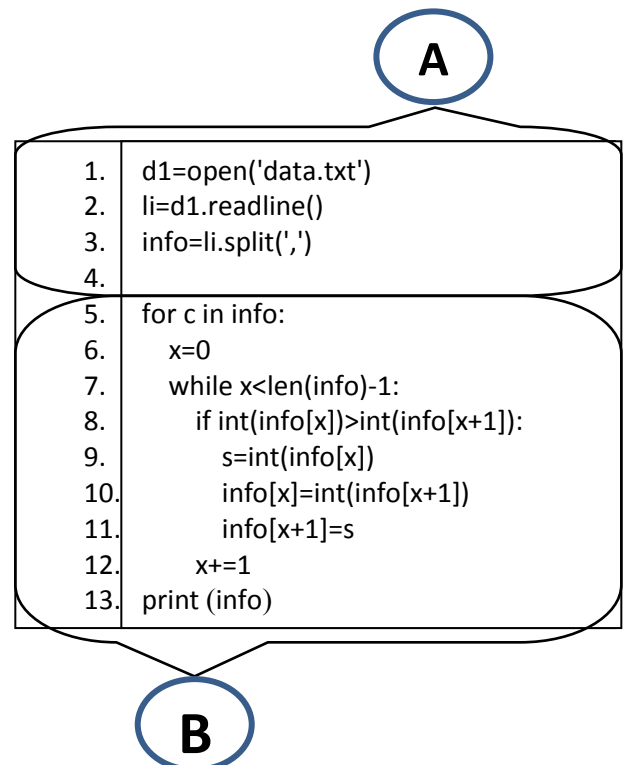 A
1. d1=open('data.txt')
2. li=d1.readline()
3. info=li.split(',')
4.
5. for c in info:
6. x=0
7. while x<len(info)-1:
8. if int(info[x])>int(info[x+1]):
9. s=int(info[x])
10. info[x]=int(info[x+1])
11. info[x+1]=s
12. x+=1
13. print (info)
B